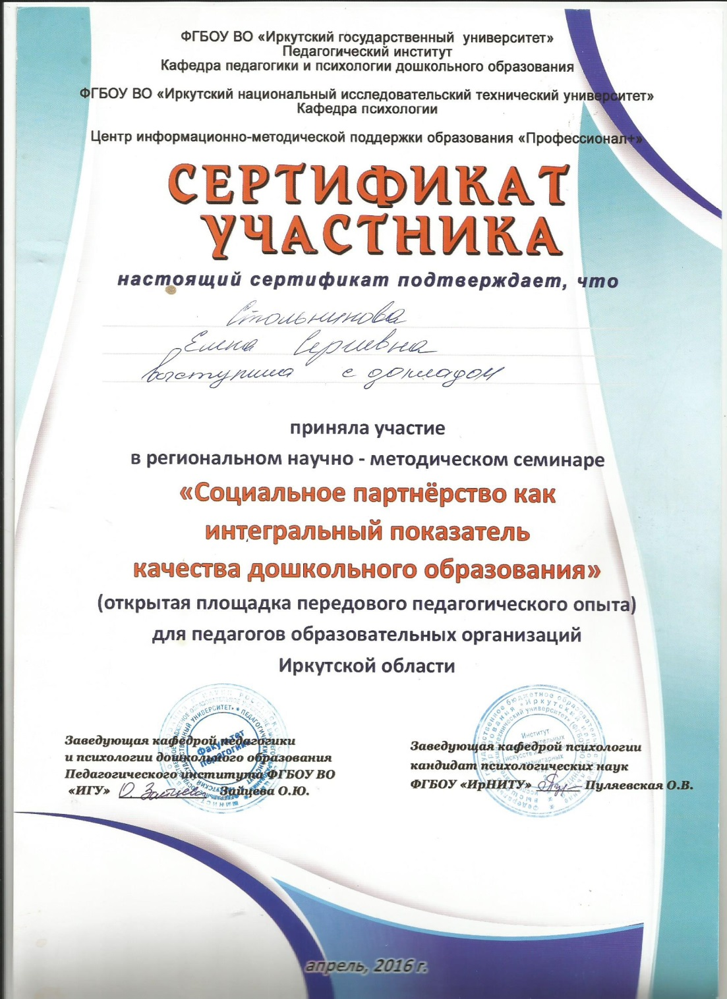 ФГБОУ ВО «Иркутский государственный университет»
Педагогический институт
Кафедра педагогики и психологии дошкольного образования
ФГБОУ ВО «Иркутский национальный исследовательский технический университет»
Кафедра психологии
Центр информационно-методической поддержки образования «Профессионал+»
СЕРТИФИКАТ
УЧАСТНИКА
настоящий сертификат подтверждает, что
Стольникова
Елена Сергеевна
выступила с докладом
приняла участие
в региональном научно - методическом семинаре
«Социальное партнёрство как
интегральный показатель
качества дошкольного образования»
(открытая площадка передового педагогического опыта)
для педагогов образовательных организаций
Иркутской области
Факультет
педагогики
Заведующая кафедрой педагогики
и психологии дошкольного образования
Педагогического института ФГБОУ ВО
«ИГУ» О. Зайцева Зайцева О.Ю.
Институт
Заведующая кафедрой психологии
кандидат психологических наук
ФГБОУ «ИрНИТУ» Пуляевская О.В.
апрель, 2016 г.